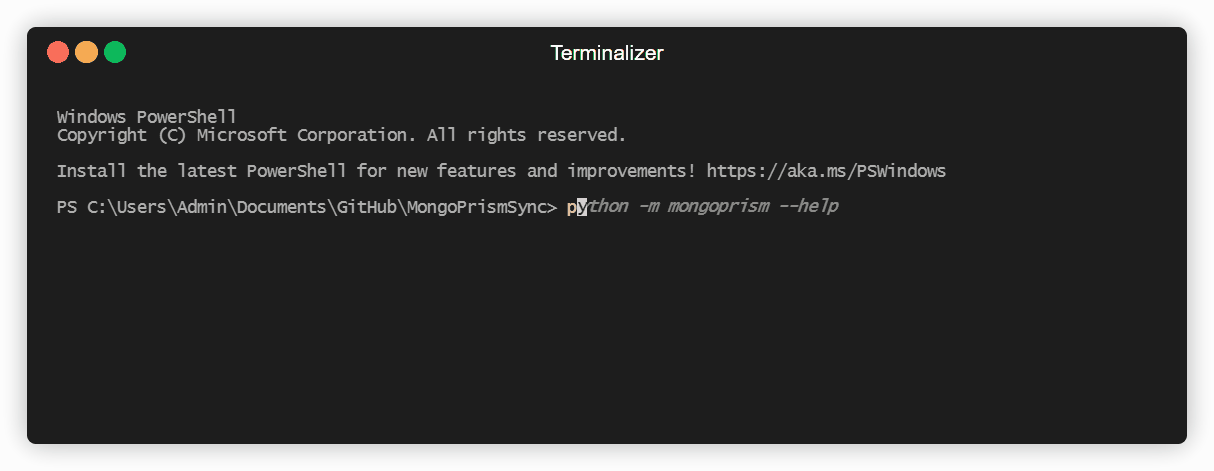 Terminalizer
Windows PowerShell
Copyright (C) Microsoft Corporation. All rights reserved.
Install the latest PowerShell for new features and improvements! https://aka.ms/PSWindows
PS C:\Users\Admin\Documents\GitHub\MongoPrismSync> python -m mongoprism --help